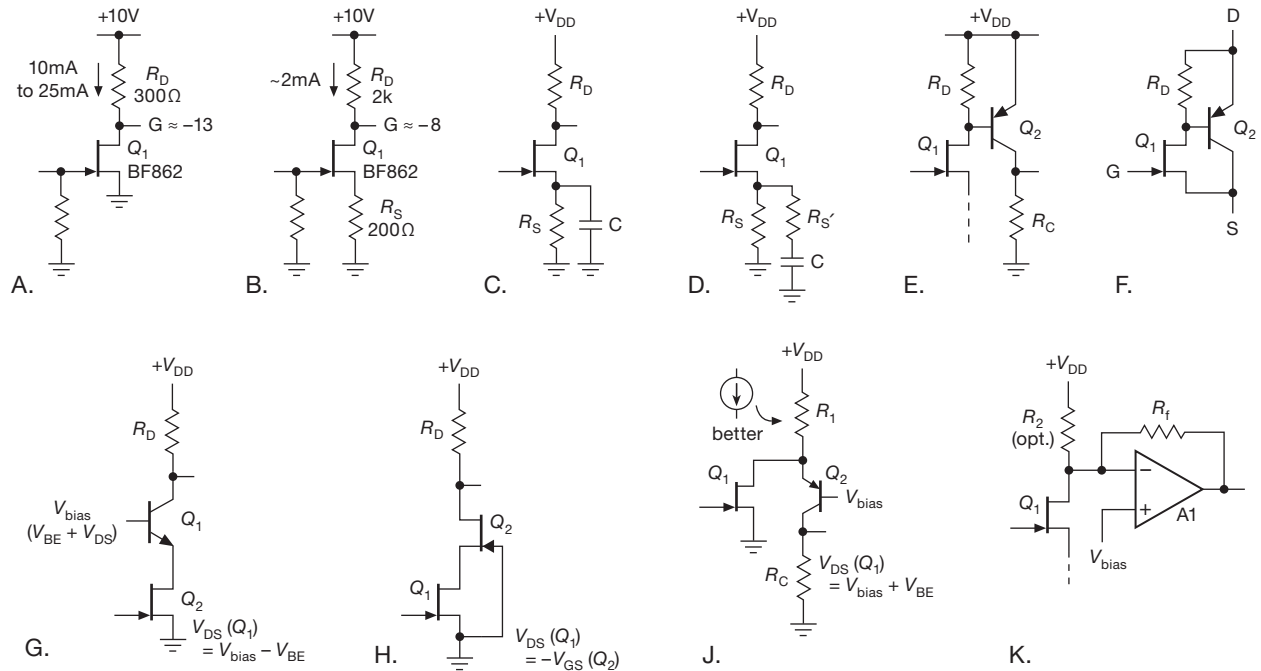 +10V
10mA
to 25mA
R_D
300Ω
G ≈ −13
Q_1
BF862
A.
+10V
~2mA
R_D
2k
G ≈ −8
Q_1
BF862
R_S
200Ω
B.
+V_DD
R_D
Q_1
R_S
C
C.
+V_DD
R_D
Q_1
R_S
R_S′
C
D.
+V_DD
R_D
Q_2
Q_1
R_C
E.
D
R_D
Q_2
Q_1
G
S
F.
+V_DD
R_D
V_bias
(V_BE + V_DS)
Q_1
Q_2
V_DS (Q_1)
= V_bias − V_BE
G.
+V_DD
R_D
Q_2
Q_1
V_DS (Q_1)
= −V_GS (Q_2)
H.
+V_DD
R_1
better
Q_1
Q_2
V_bias
R_C
V_DS (Q_1)
= V_bias + V_BE
J.
+V_DD
R_2
(opt.)
R_f
−
+
A1
Q_1
V_bias
K.